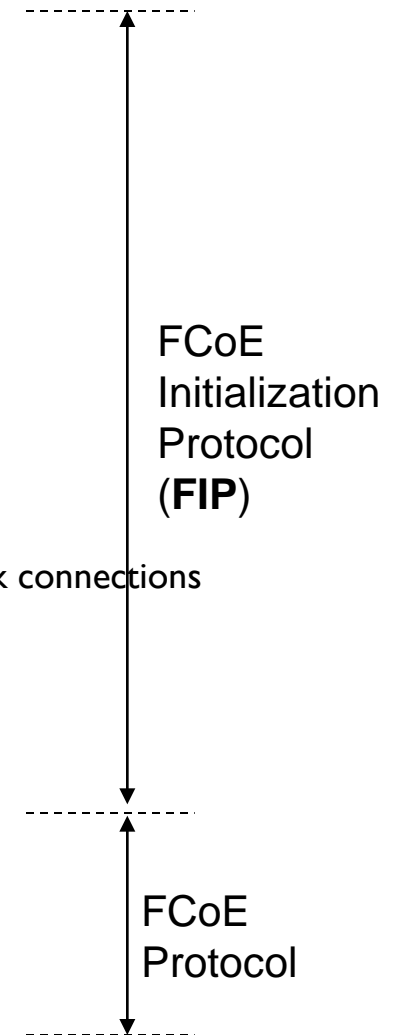 FCoE
Initialization
Protocol
(FIP)
connections
FCoE
Protocol